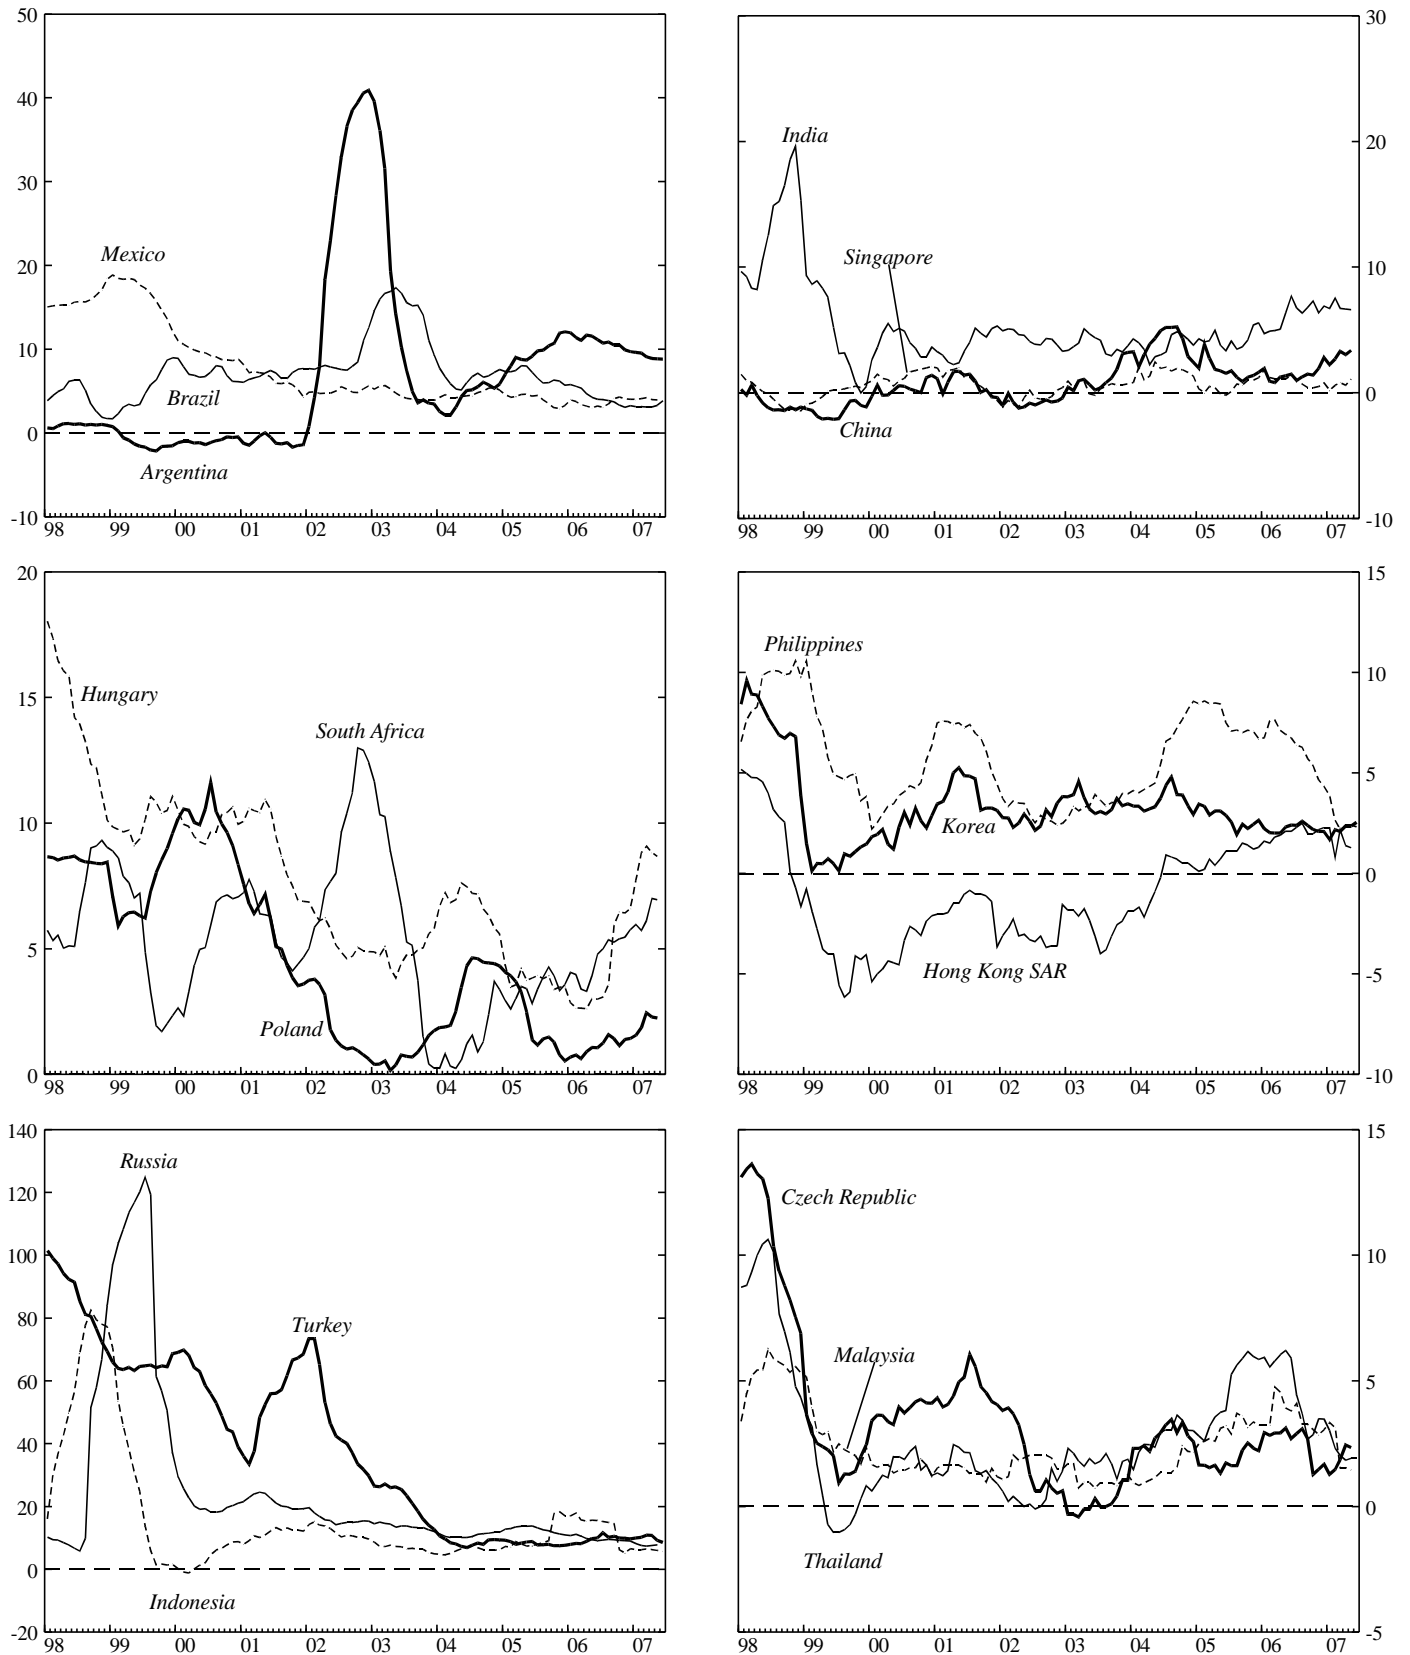 50
40
30
20
10
0
-10
Mexico
Brazil
Argentina
98 99 00 01 02 03 04 05 06 07
30
20
10
0
-10
India
Singapore
China
98 99 00 01 02 03 04 05 06 07
20
15
10
5
0
Hungary
South Africa
Poland
98 99 00 01 02 03 04 05 06 07
15
10
5
0
-5
-10
Philippines
Korea
Hong Kong SAR
98 99 00 01 02 03 04 05 06 07
140
120
100
80
60
40
20
0
-20
Russia
Turkey
Indonesia
98 99 00 01 02 03 04 05 06 07
15
10
5
0
-5
Czech Republic
Malaysia
Thailand
98 99 00 01 02 03 04 05 06 07